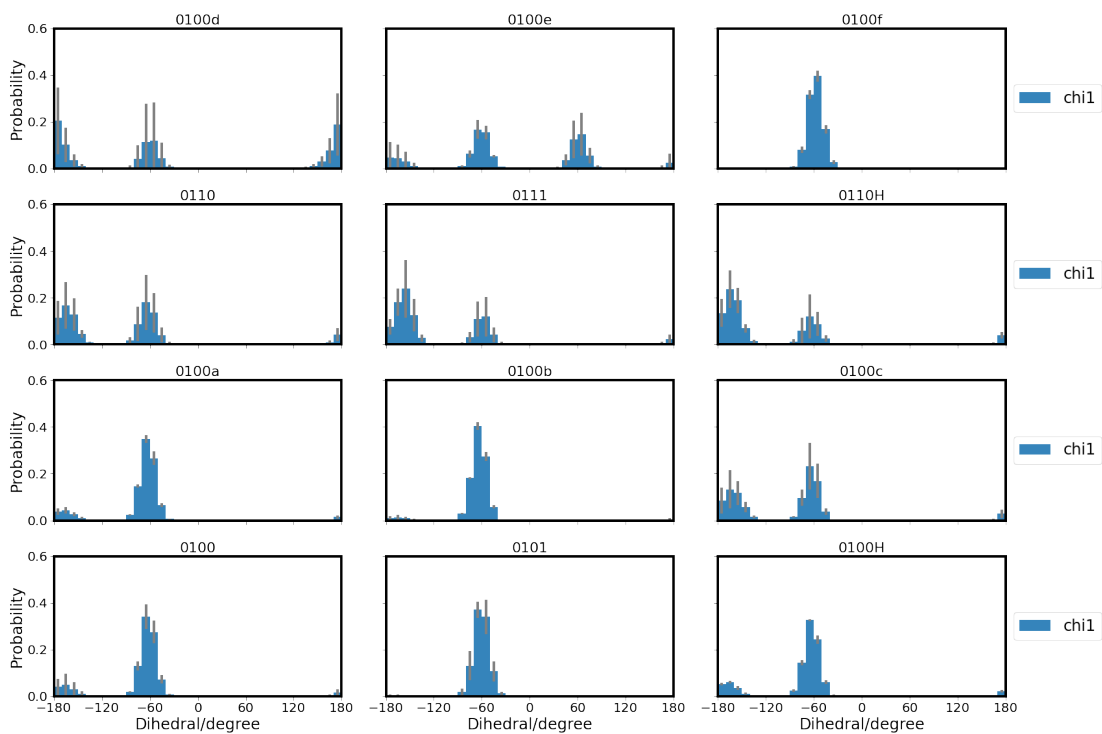 0100d 0100e 0100f
Probability
0.6
0.4
0.2
0.0
chi1
0110 0111 0110H
Probability
0.6
0.4
0.2
0.0
chi1
0100a 0100b 0100c
Probability
0.6
0.4
0.2
0.0
chi1
0100 0101 0100H
Probability
0.6
0.4
0.2
0.0
chi1
−180 −120 −60 0 60 120 180 −180 −120 −60 0 60 120 180 −180 −120 −60 0 60 120 180
Dihedral/degree Dihedral/degree Dihedral/degree